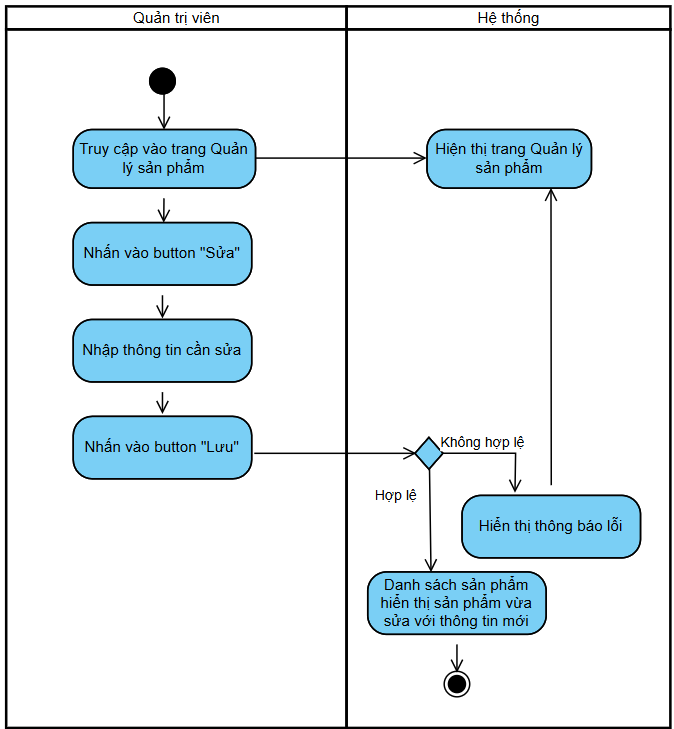 Quản trị viên
Hệ thống
Truy cập vào trang Quản
lý sản phẩm
Hiện thị trang Quản lý
sản phẩm
Nhấn vào button "Sửa"
Nhập thông tin cần sửa
Nhấn vào button "Lưu"
Không hợp lệ
Hợp lệ
Hiển thị thông báo lỗi
Danh sách sản phẩm
hiển thị sản phẩm vừa
sửa với thông tin mới